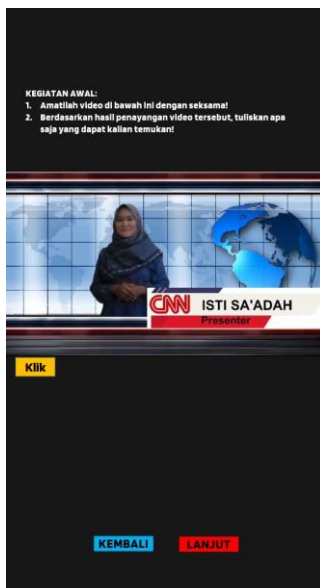 KEGIATAN AWAL:
1. Amatilah video di bawah ini dengan seksama!
2. Berdasarkan hasil penayangan video tersebut, tuliskan apa
saja yang dapat kalian temukan!
CNN ISTI SA'ADAH
Presenter
Klik
KEMBALI LANJUT